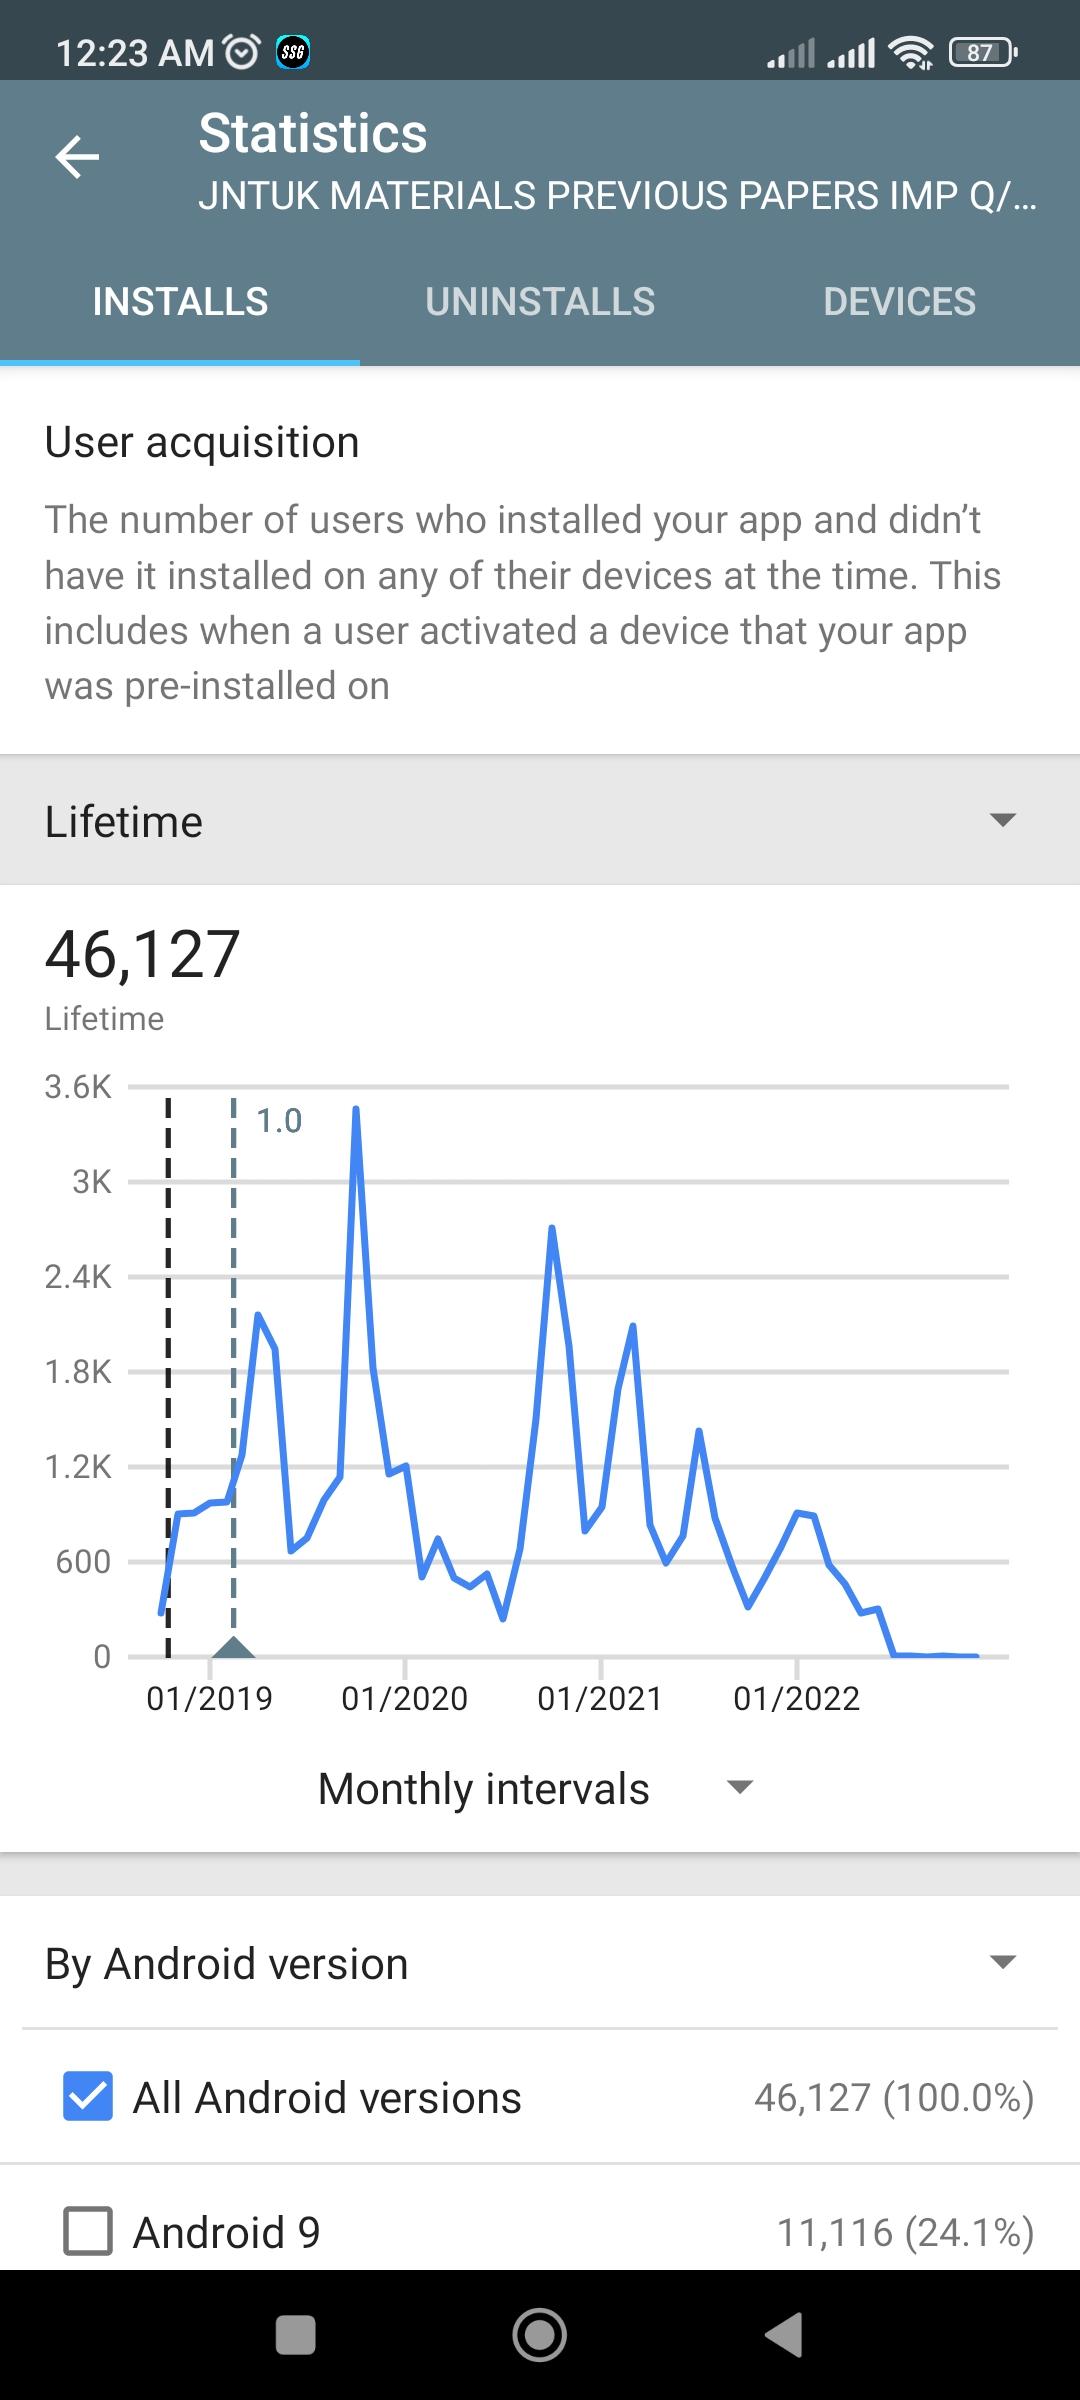 12:23 AM SSG 87
Statistics
JNTUK MATERIALS PREVIOUS PAPERS IMP Q/...
INSTALLS UNINSTALLS DEVICES
User acquisition
The number of users who installed your app and didn’t
have it installed on any of their devices at the time. This
includes when a user activated a device that your app
was pre-installed on
Lifetime
46,127
Lifetime
3.6K
1.0
3K
2.4K
1.8K
1.2K
600
0
01/2019 01/2020 01/2021 01/2022
Monthly intervals
By Android version
All Android versions 46,127 (100.0%)
Android 9 11,116 (24.1%)